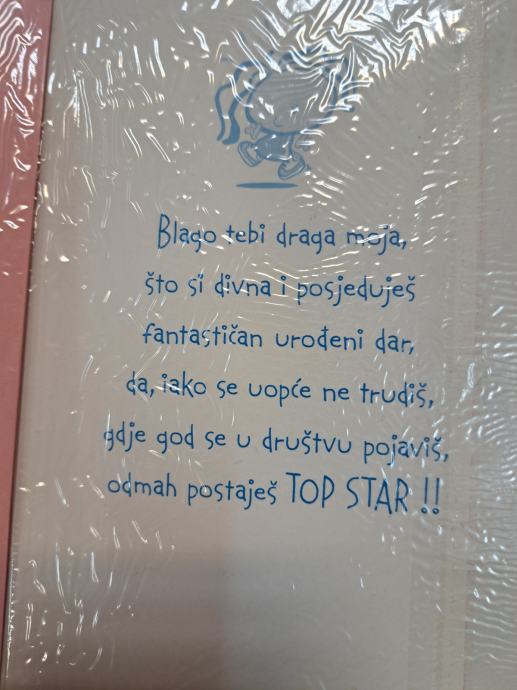 Blago tebi draga moja,
što si divna i posjeduješ
fantastičan urođeni dar,
da, iako se uopće ne trudiš,
gdje god se u društvu pojaviš,
odmah postaješ TOP STAR !!